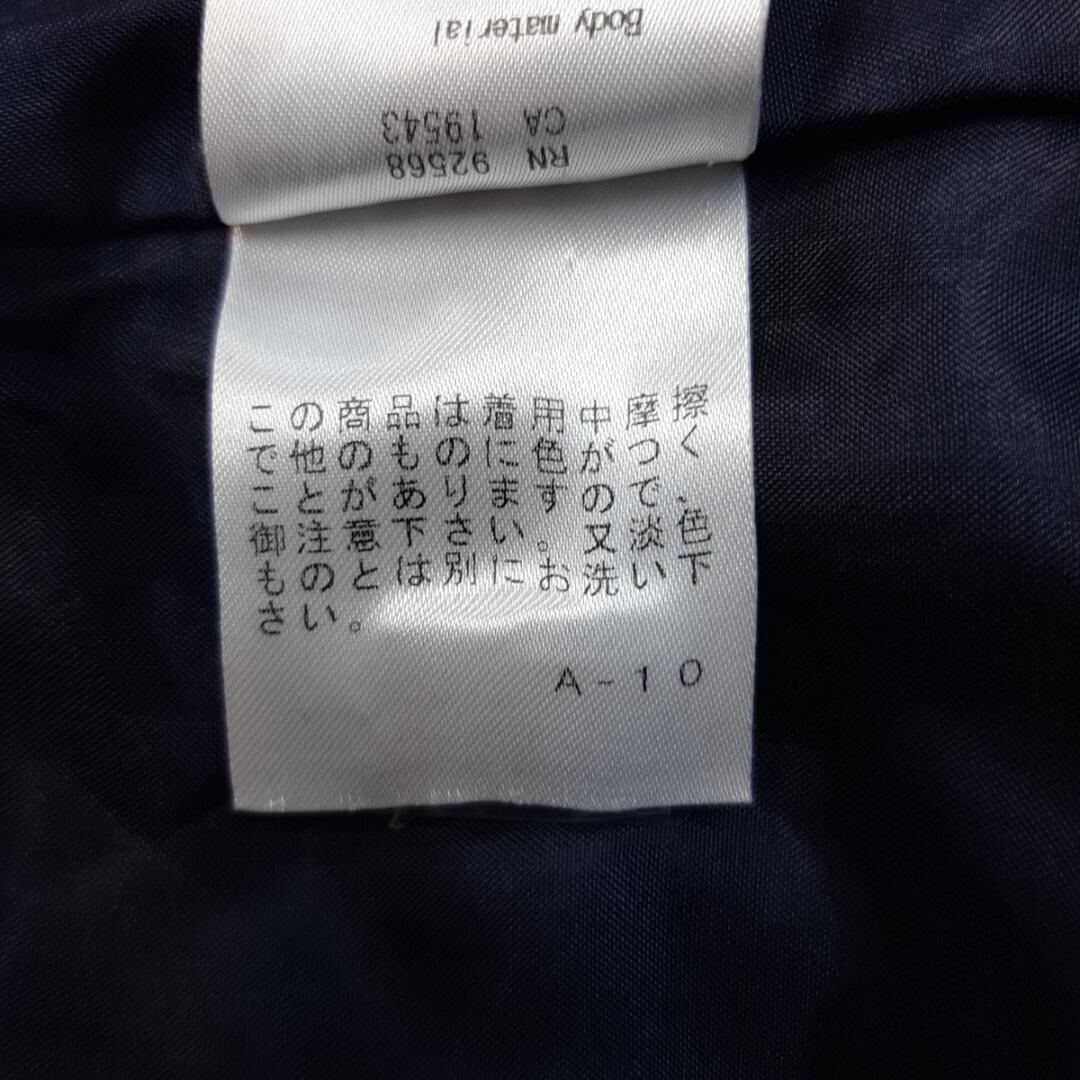 Body material
CA 19543
RN 92568
この商品は着用中摩擦
で他のものに色がつく
ことがあります ので、
御注意下さい。又淡色
ものとは別にお洗い下
さい。
A-10